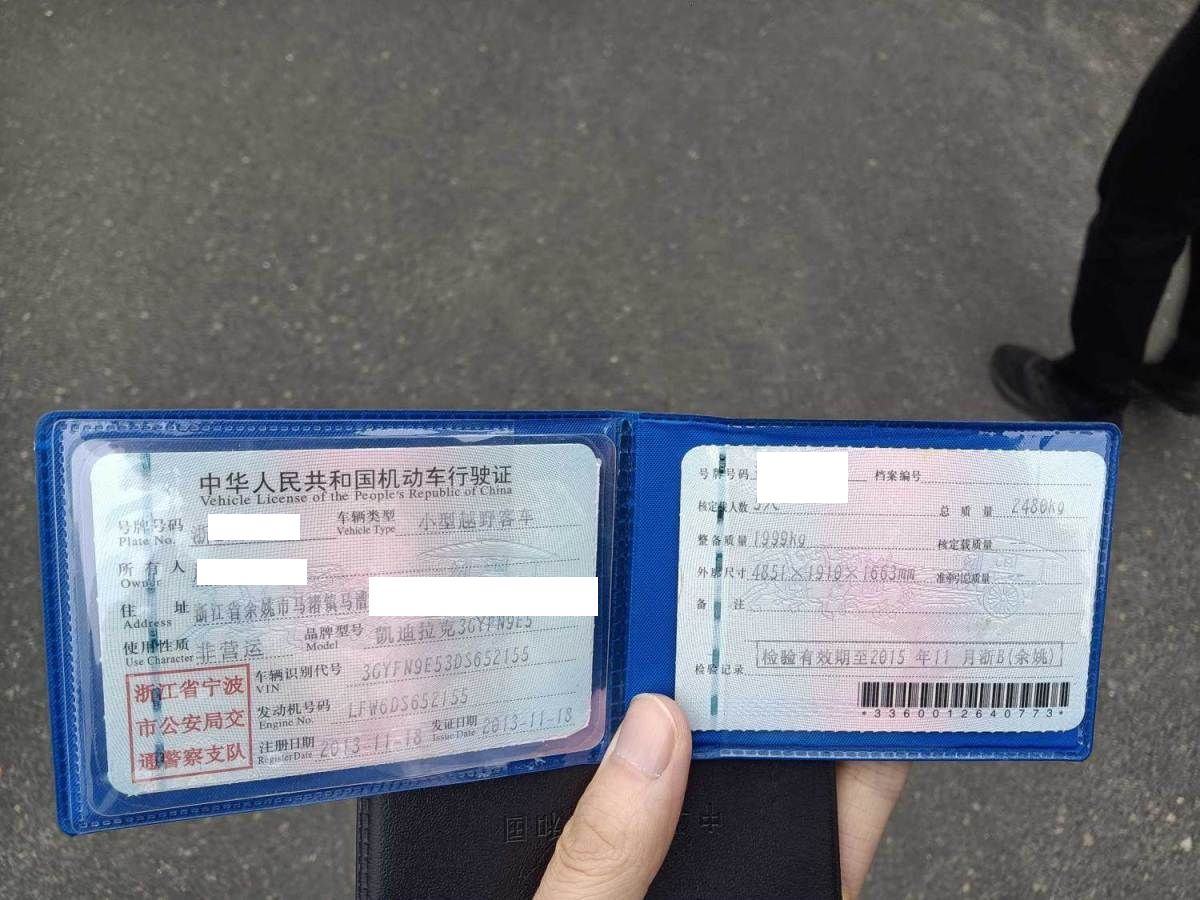 中华人民共和国机动车行驶证
Vehicle License of the People's Republic of China
号牌号码 浙 车辆类型 小型越野客车
Plate No. Vehicle Type
所有人
Owner
住址 浙江省余姚市马渚镇马渚
Address
使用性质 非营运 品牌型号 凯迪拉克3GYFN9E5
Use Character Model
车辆识别代号 3GYFN9E53DS652155
VIN
发动机号码 LFW6DS652155
Engine No.
注册日期 2013-11-18 发证日期 2013-11-18
Register Date Issue Date
浙江省宁波
市公安局交
通警察支队
号牌号码 档案编号
核定载人数 5人 总质量 2480kg
整备质量 1999kg 核定载质量
外廓尺寸 4851×1910×1663mm 准牵引总质量
备注
检验记录 检验有效期至2015年11月浙B(余姚)
*3360012640773*